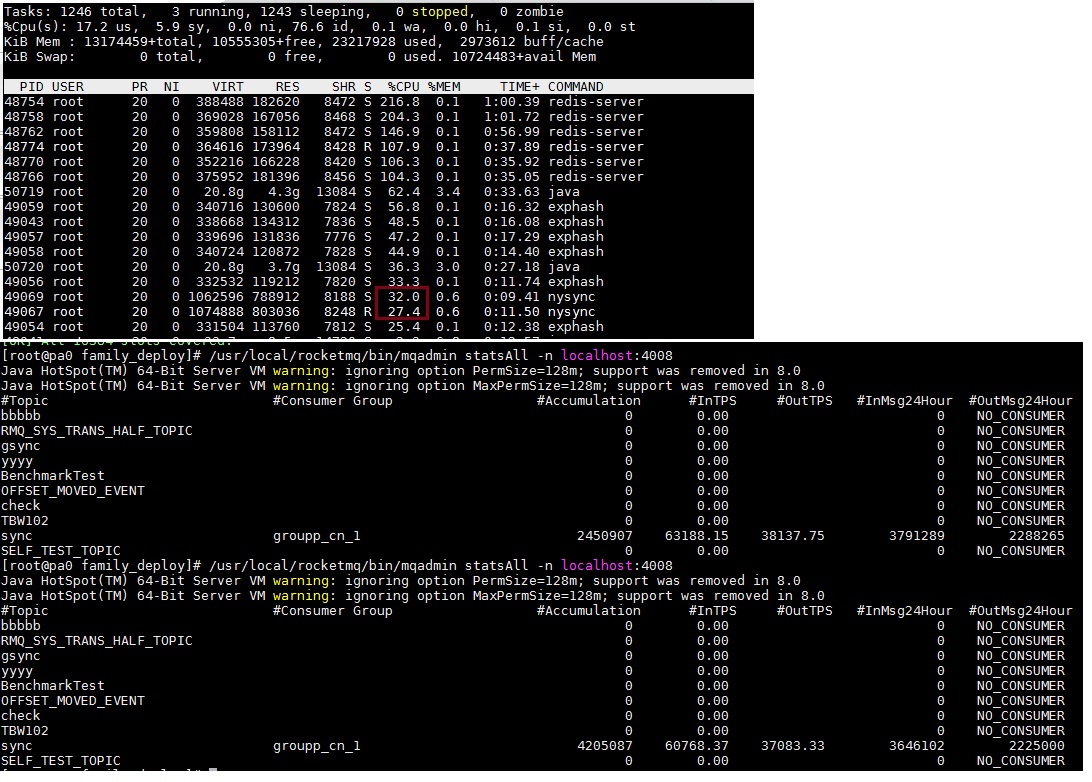 Tasks: 1246 total,   3 running, 1243 sleeping,   0 stopped,   0 zombie
%Cpu(s): 17.2 us,  5.9 sy,  0.0 ni, 76.6 id,  0.1 wa,  0.0 hi,  0.1 si,  0.0 st
KiB Mem : 13174459+total, 10555305+free, 23217928 used,  2973612 buff/cache
KiB Swap:        0 total,        0 free,        0 used. 10724483+avail Mem
PID USER PR NI VIRT RES SHR S %CPU %MEM TIME+ COMMAND
48754 root 20 0 388488 182620 8472 S 216.8 0.1 1:00.39 redis-server
48758 root 20 0 369028 167056 8468 S 204.3 0.1 1:01.72 redis-server
48762 root 20 0 359808 158112 8472 S 146.9 0.1 0:56.99 redis-server
48774 root 20 0 364616 173964 8428 R 107.9 0.1 0:37.89 redis-server
48770 root 20 0 352216 166228 8420 S 106.3 0.1 0:35.92 redis-server
48766 root 20 0 375952 181396 8456 S 104.3 0.1 0:35.05 redis-server
50719 root 20 0 20.8g 4.3g 13084 S 62.4 3.4 0:33.63 java
49059 root 20 0 340716 130600 7824 S 56.8 0.1 0:16.32 exphash
49043 root 20 0 338668 134312 7836 S 48.5 0.1 0:16.08 exphash
49057 root 20 0 339696 131836 7776 S 47.2 0.1 0:17.29 exphash
49058 root 20 0 340724 120872 7828 S 44.9 0.1 0:14.40 exphash
50720 root 20 0 20.8g 3.7g 13084 S 36.3 3.0 0:27.18 java
49056 root 20 0 332532 119212 7820 S 33.3 0.1 0:11.74 exphash
49069 root 20 0 1062596 788912 8188 S 32.0 0.6 0:09.41 nysync
49067 root 20 0 1074888 803036 8248 R 27.4 0.6 0:11.50 nysync
49054 root 20 0 331504 113760 7812 S 25.4 0.1 0:12.38 exphash
[root@pa0 family_deploy]# /usr/local/rocketmq/bin/mqadmin statsAll -n localhost:4008
Java HotSpot(TM) 64-Bit Server VM warning: ignoring option PermSize=128m; support was removed in 8.0
Java HotSpot(TM) 64-Bit Server VM warning: ignoring option MaxPermSize=128m; support was removed in 8.0
#Topic #Consumer Group #Accumulation #InTPS #OutTPS #InMsg24Hour #OutMsg24Hour
bbbbb 0 0.00 0 NO_CONSUMER
RMQ_SYS_TRANS_HALF_TOPIC 0 0.00 0 NO_CONSUMER
gsync 0 0.00 0 NO_CONSUMER
yyyy 0 0.00 0 NO_CONSUMER
BenchmarkTest 0 0.00 0 NO_CONSUMER
OFFSET_MOVED_EVENT 0 0.00 0 NO_CONSUMER
check 0 0.00 0 NO_CONSUMER
TBW102 0 0.00 0 NO_CONSUMER
sync groupp_cn_1 2450907 63188.15 38137.75 3791289 2288265
SELF_TEST_TOPIC 0 0.00 0 NO_CONSUMER
[root@pa0 family_deploy]# /usr/local/rocketmq/bin/mqadmin statsAll -n localhost:4008
Java HotSpot(TM) 64-Bit Server VM warning: ignoring option PermSize=128m; support was removed in 8.0
Java HotSpot(TM) 64-Bit Server VM warning: ignoring option MaxPermSize=128m; support was removed in 8.0
#Topic #Consumer Group #Accumulation #InTPS #OutTPS #InMsg24Hour #OutMsg24Hour
bbbbb 0 0.00 0 NO_CONSUMER
RMQ_SYS_TRANS_HALF_TOPIC 0 0.00 0 NO_CONSUMER
gsync 0 0.00 0 NO_CONSUMER
yyyy 0 0.00 0 NO_CONSUMER
BenchmarkTest 0 0.00 0 NO_CONSUMER
OFFSET_MOVED_EVENT 0 0.00 0 NO_CONSUMER
check 0 0.00 0 NO_CONSUMER
TBW102 0 0.00 0 NO_CONSUMER
sync groupp_cn_1 4205087 60768.37 37083.33 3646102 2225000
SELF_TEST_TOPIC 0 0.00 0 NO_CONSUMER